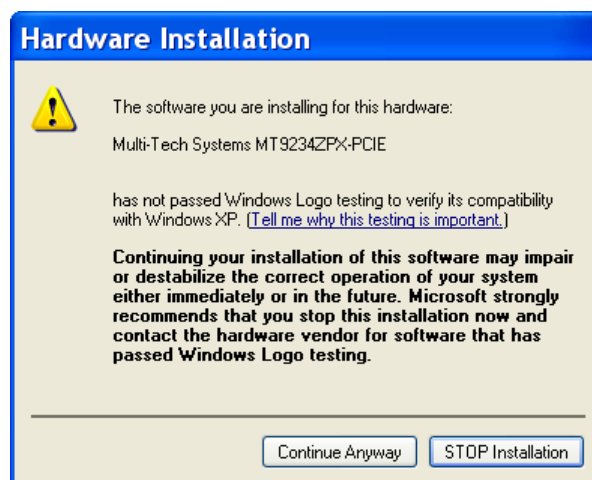 Hardware Installation
The software you are installing for this hardware:
Multi-Tech Systems MT9234ZPX-PCIE
has not passed Windows Logo testing to verify its compatibility
with Windows XP. (Tell me why this testing is important.)
Continuing your installation of this software may impair
or destabilize the correct operation of your system
either immediately or in the future. Microsoft strongly
recommends that you stop this installation now and
contact the hardware vendor for software that has
passed Windows Logo testing.
Continue Anyway
STOP Installation